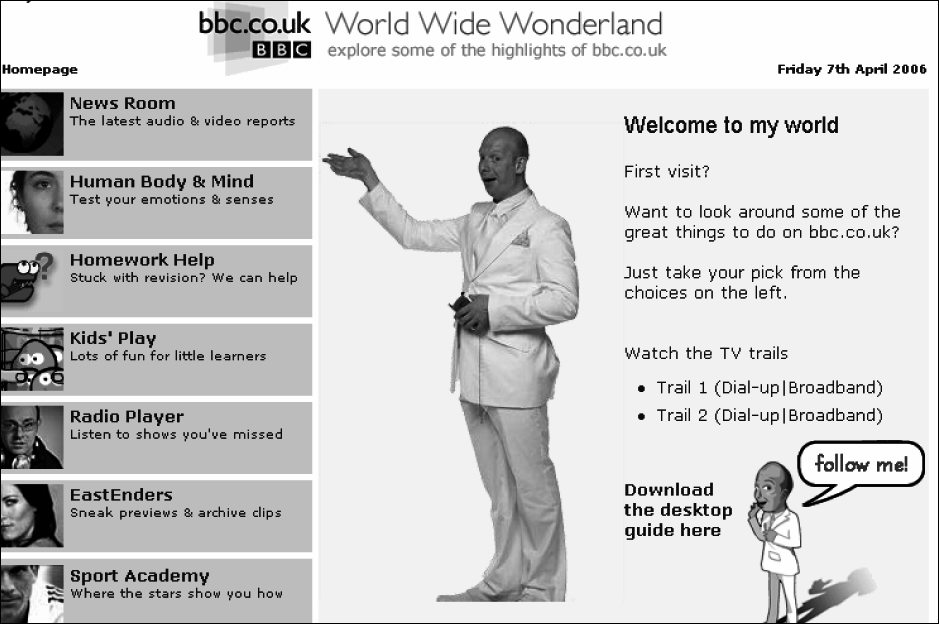 bbc.co.uk
BBC
World Wide Wonderland
explore some of the highlights of bbc.co.uk
Homepage
Friday 7th April 2006
News Room
The latest audio & video reports
Human Body & Mind
Test your emotions & senses
Homework Help
Stuck with revision? We can help
?
Kids' Play
Lots of fun for little learners
Radio Player
Listen to shows you've missed
EastEnders
Sneak previews & archive clips
Sport Academy
Where the stars show you how
Welcome to my world
First visit?
Want to look around some of the
great things to do on bbc.co.uk?
Just take your pick from the
choices on the left.
Watch the TV trails
• Trail 1 (Dial-up|Broadband)
• Trail 2 (Dial-up|Broadband)
follow me!
Download
the desktop
guide here